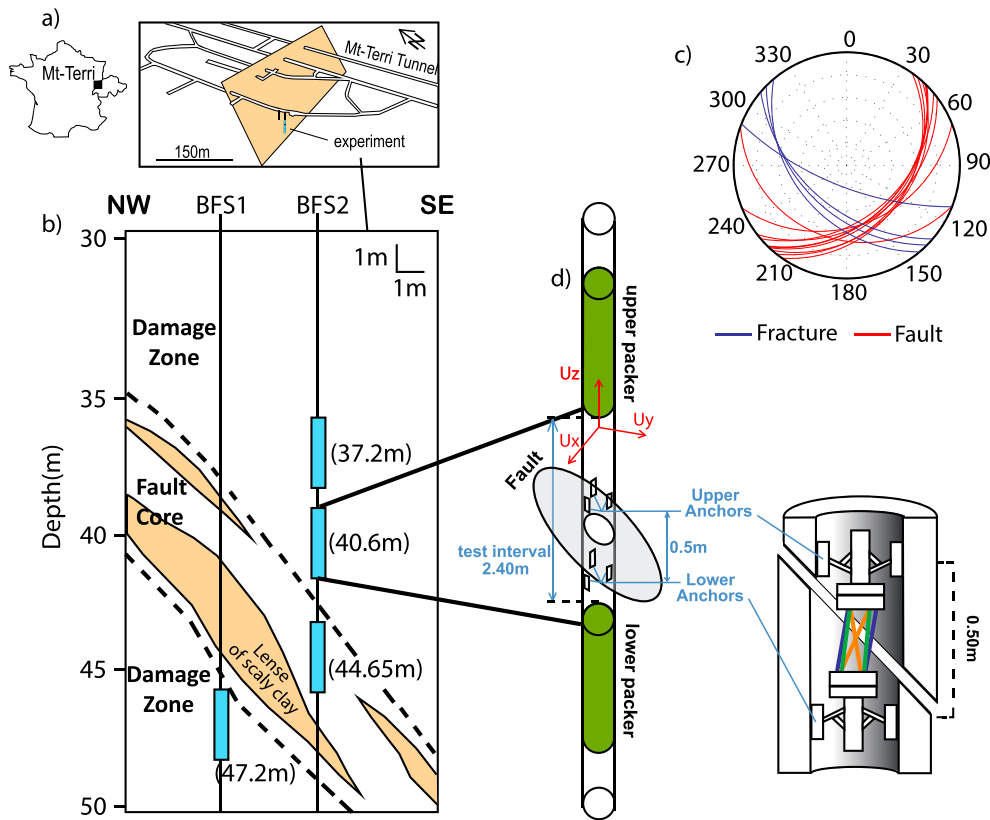 a)
Mt-Terri
Mt-Terri Tunnel
experiment
150m
c)
0
30
60
90
120
150
180
210
240
270
300
330
Fracture
Fault
b)
NW
BFS1
BFS2
SE
30
35
40
45
50
Depth(m)
1m
1m
Damage
Zone
Fault
Core
Damage
Zone
Lense
of scaly clay
(37.2m)
(40.6m)
(44.65m)
(47.2m)
d)
upper packer
Uz
Uy
Ux
Fault
test interval
2.40m
0.5m
Upper
Anchors
Lower
Anchors
lower packer
0.50m